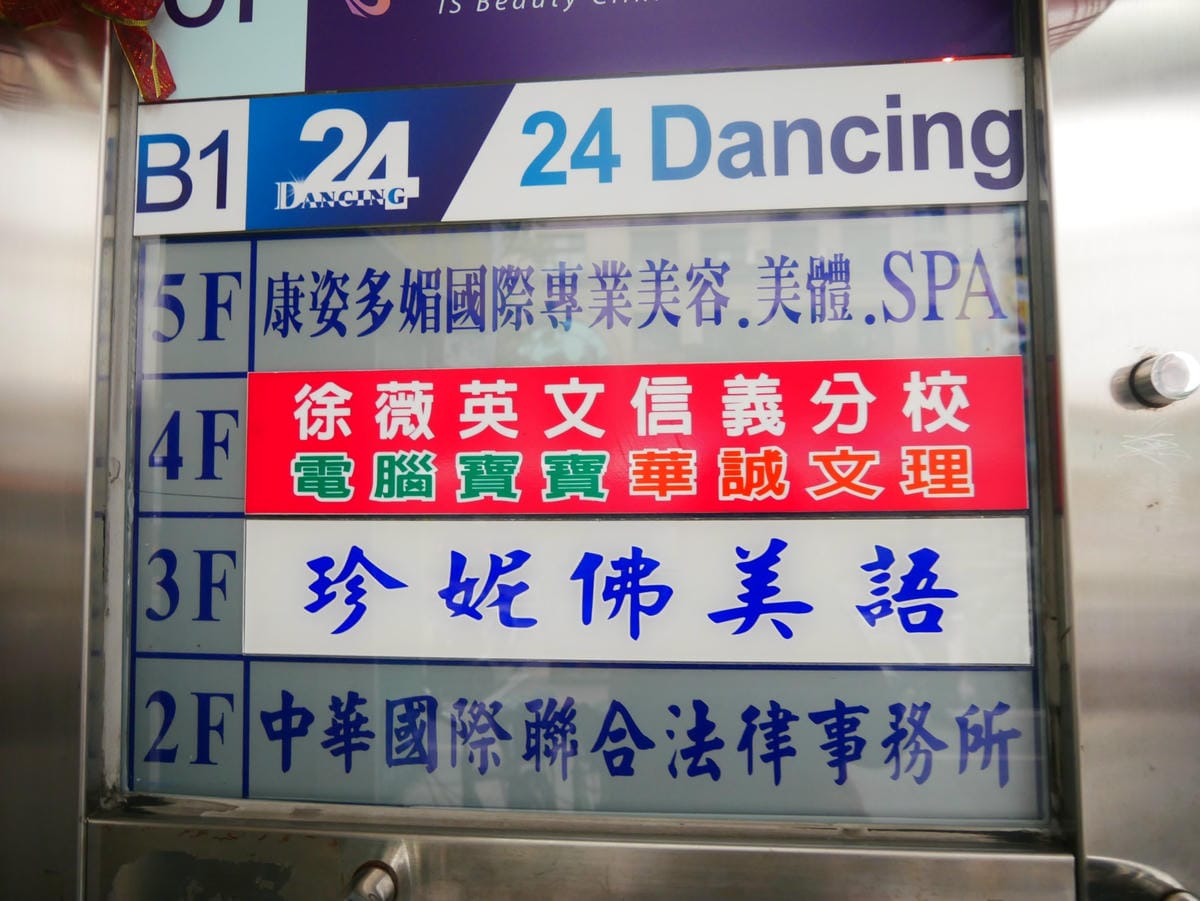 IS Beauty
B1 24 DANCING 24 Dancing
5F 康姿多媚國際專業美容.美體.SPA
4F 徐薇英文信義分校
電腦寶寶華誠文理
3F 珍妮佛美語
2F 中華國際聯合法律事務所